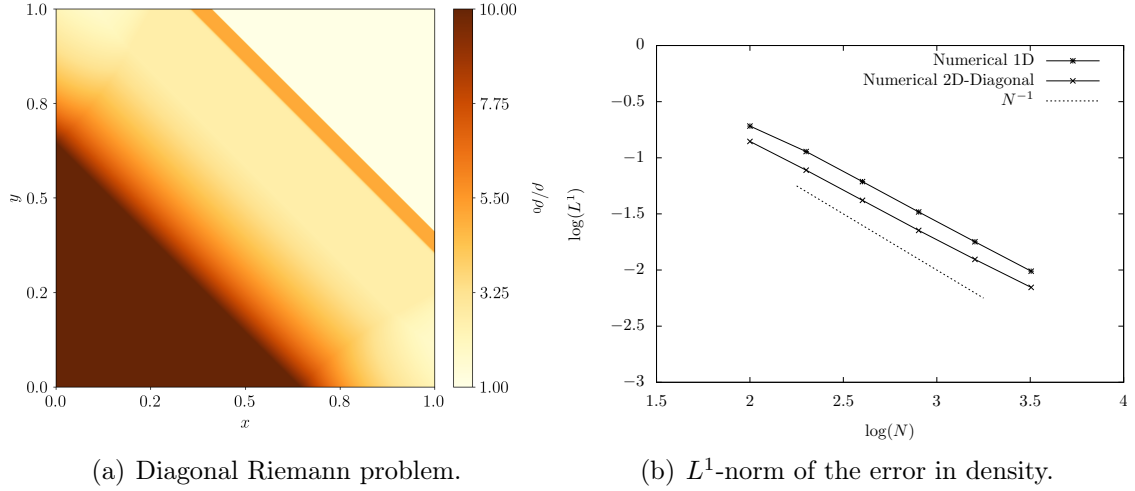 1.0
0.8
0.5
0.2
0.0
y
0.0
0.2
0.5
0.8
1.0
x
10.00
7.75
5.50
3.25
1.00
ρ/ρ₀
(a) Diagonal Riemann problem.
0
−0.5
−1
−1.5
−2
−2.5
−3
log(L¹)
Numerical 1D
Numerical 2D-Diagonal
N⁻¹
1.5
2
2.5
3
3.5
4
log(N)
(b) L¹-norm of the error in density.